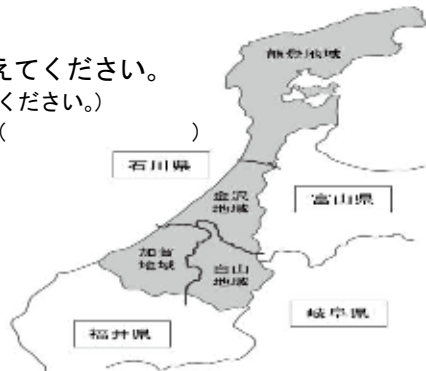 えてください。
ください。）
（　　　　　　　　）
能登地域
石川県
金沢
地域
富山県
加賀
地域
白山
地域
福井県
岐阜県